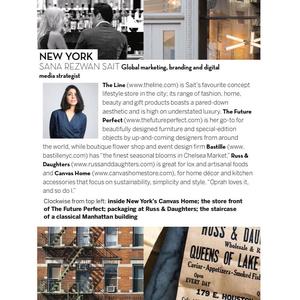 NEW YORK
SANA REZWAN SAIT Global marketing, branding and digital
media strategist
The Line (www.theline.com) is Sait's favourite concept
lifestyle store in the city; its range of fashion, home,
beauty and gift products boasts a pared-down
aesthetic and is high on understated luxury. The Future
Perfect (www.thefutureperfect.com) is her go-to for
beautifully designed furniture and special-edition
objects by up-and-coming designers from around
the world, while boutique flower shop and event design firm Bastille (www.
bastillenyc.com) has "the finest seasonal blooms in Chelsea Market." Russ &
Daughters (www.russanddaughters.com) is great for lox and artisanal foods
and Canvas Home (www.canvashomestore.com), for home décor and kitchen
accessories that focus on sustainability, simplicity and style. "Oprah loves it,
and so do I."
Clockwise from top left: inside New York's Canvas Home; the store front
of The Future Perfect; packaging at Russ & Daughters; the staircase
of a classical Manhattan building
RUSS & DAU
Wholesale & R
QUEENS OF LAKE
Caviar-Appetizers-Smoked Fish
EVERY DAY
179 E. HOUSTON